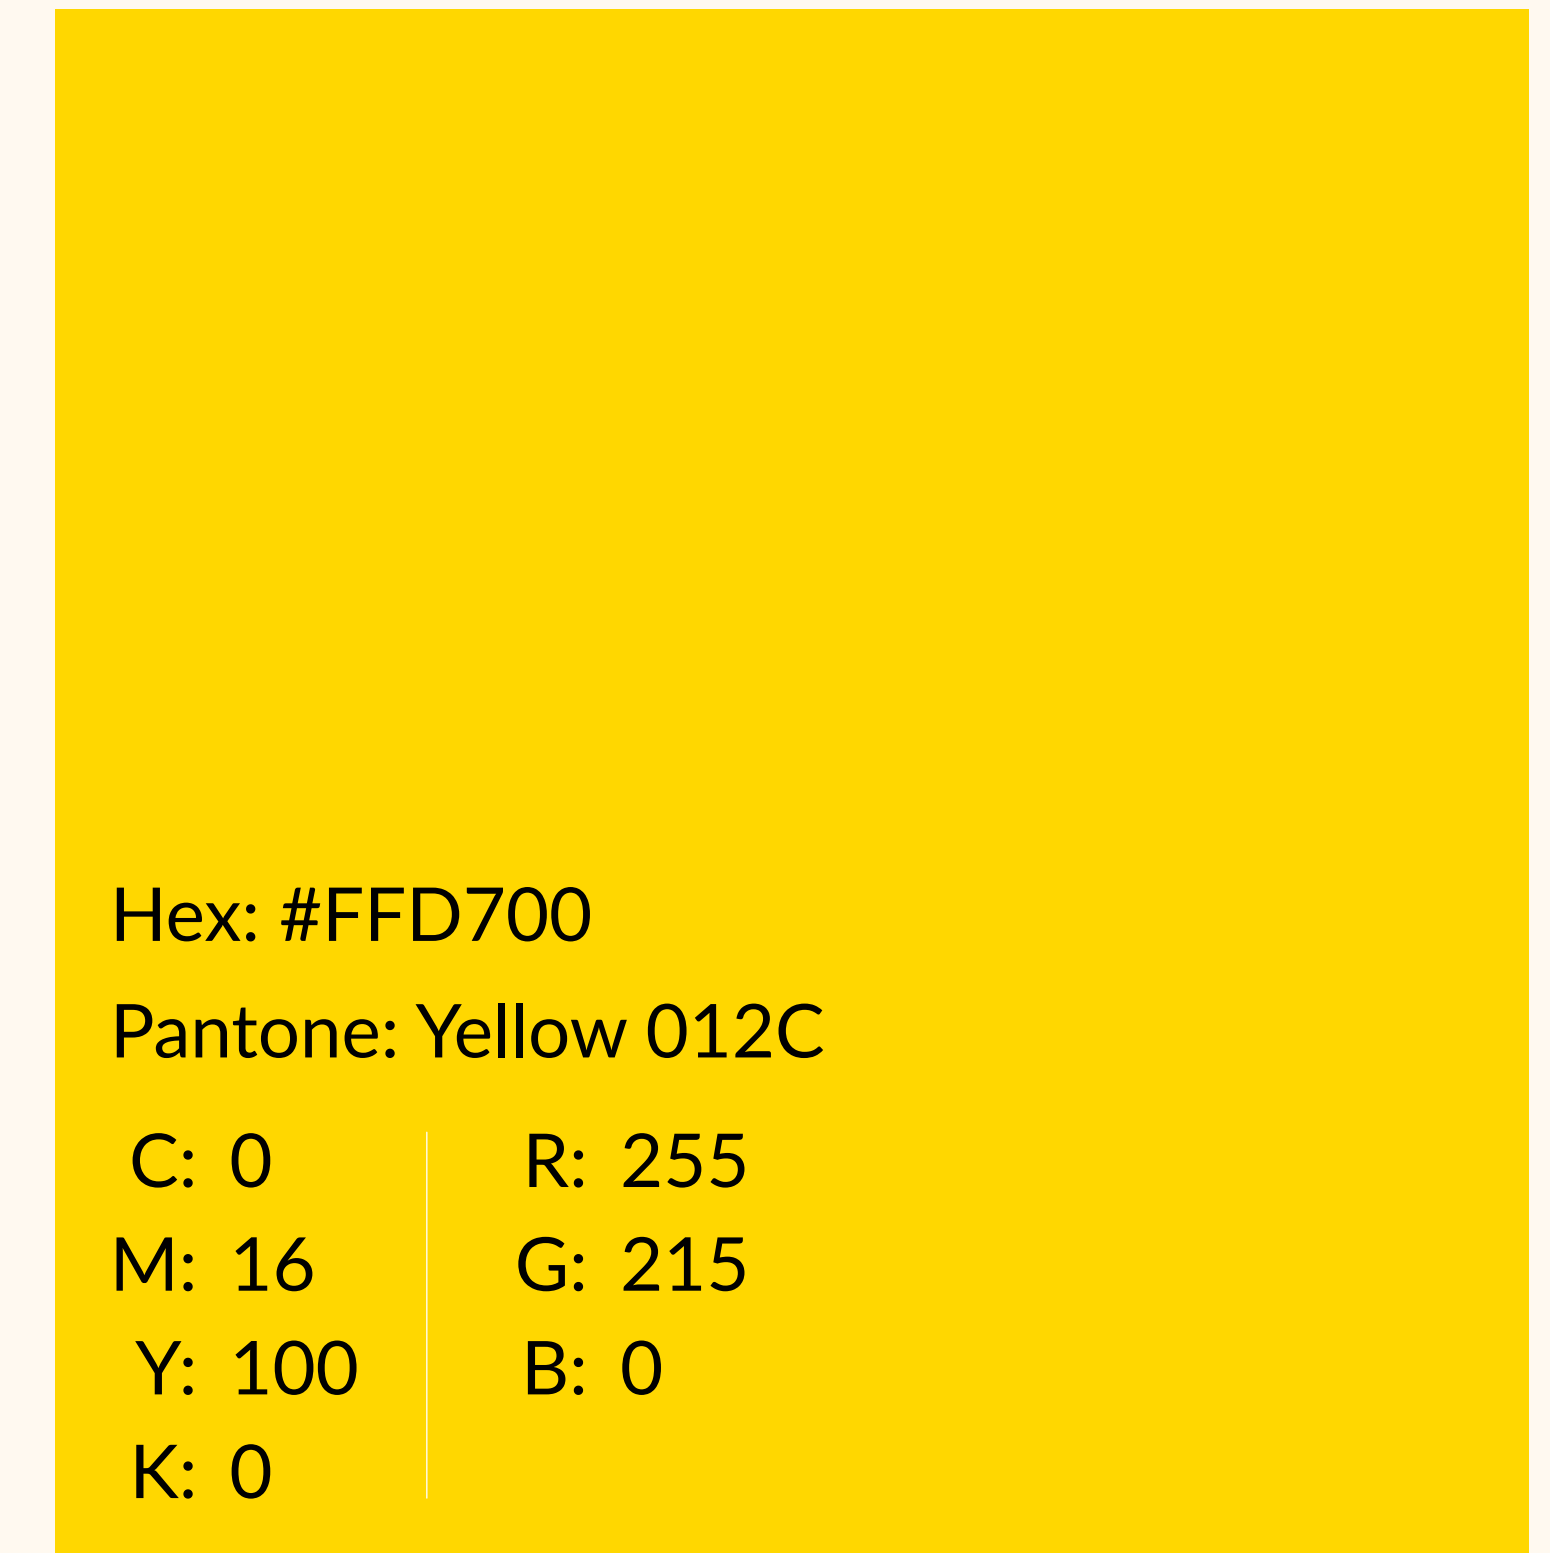 Hex: #FFD700
Pantone: Yellow 012C
C: 0
M: 16
Y: 100
K: 0
R: 255
G: 215
B: 0